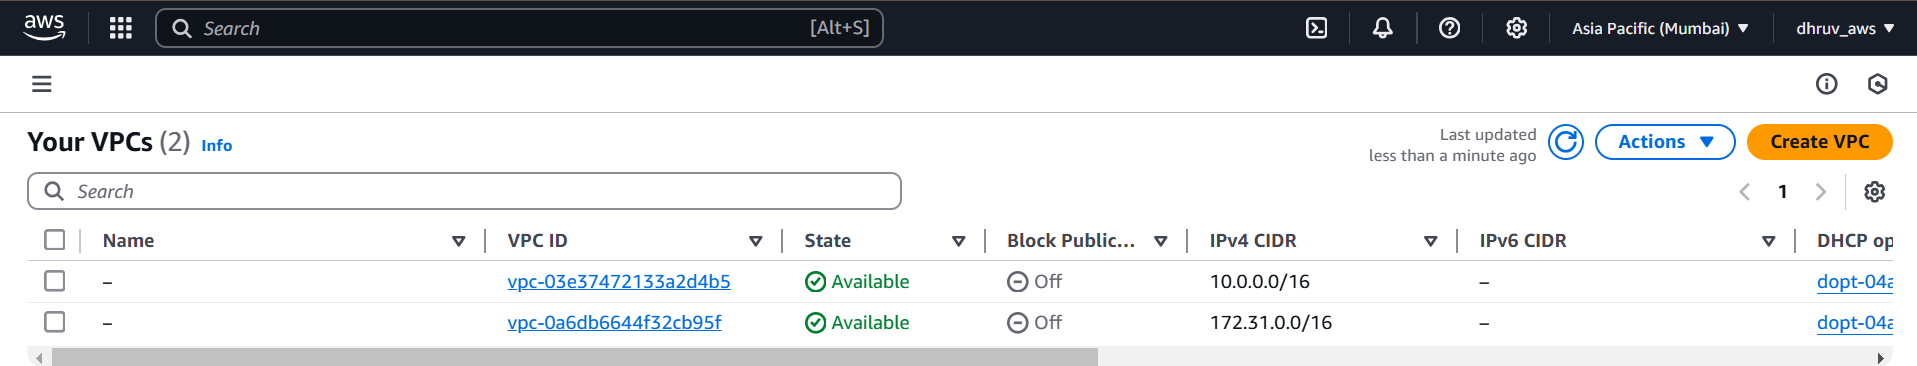 aws Search [Alt+S] Asia Pacific (Mumbai) dhruv_aws
Your VPCs (2) Info
Last updated
less than a minute ago
Actions
Create VPC
Search
1
Name VPC ID State Block Public... IPv4 CIDR IPv6 CIDR DHCP op
– vpc-03e37472133a2d4b5 Available Off 10.0.0.0/16 – dopt-04a
– vpc-0a6db6644f32cb95f Available Off 172.31.0.0/16 – dopt-04a